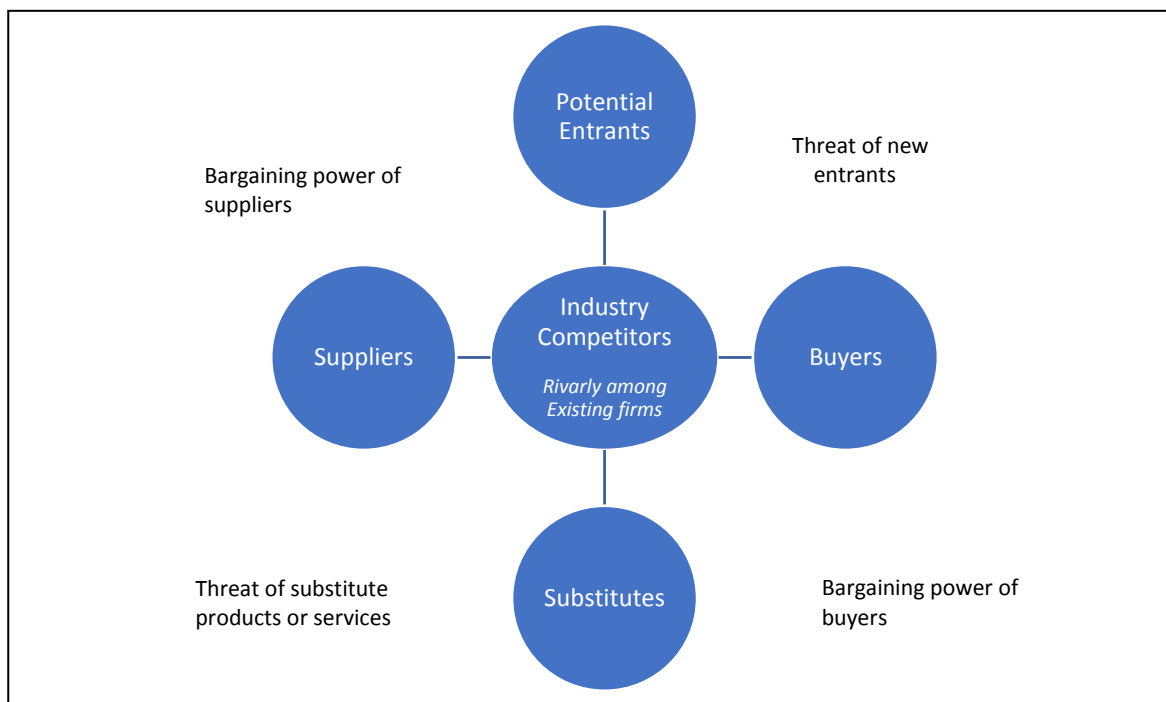 Potential
Entrants
Threat of new
entrants
Bargaining power of
suppliers
Industry
Competitors
Rivarly among
Existing firms
Suppliers
Buyers
Threat of substitute
products or services
Substitutes
Bargaining power of
buyers